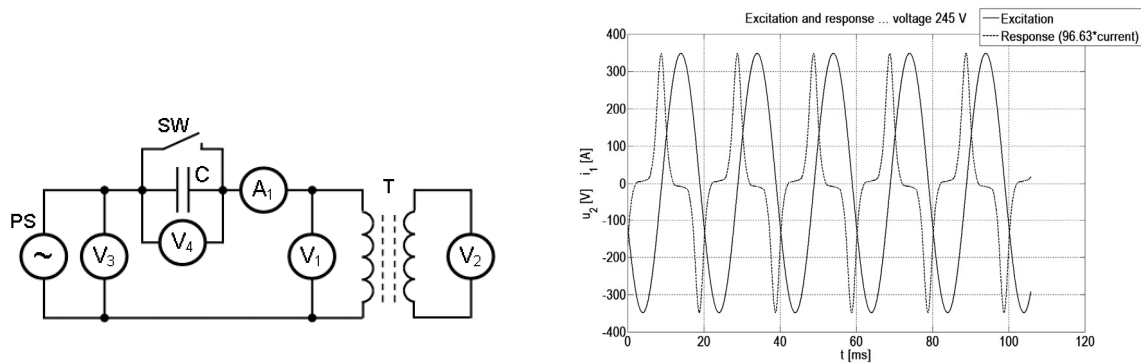 SW
C
A1
T
PS
~
V3
V4
V1
V2
Excitation and response ... voltage 245 V
Excitation
Response (96.63*current)
400
300
200
100
0
-100
-200
-300
-400
u2 [V] i1 [A]
0 20 40 60 80 100 120
t [ms]